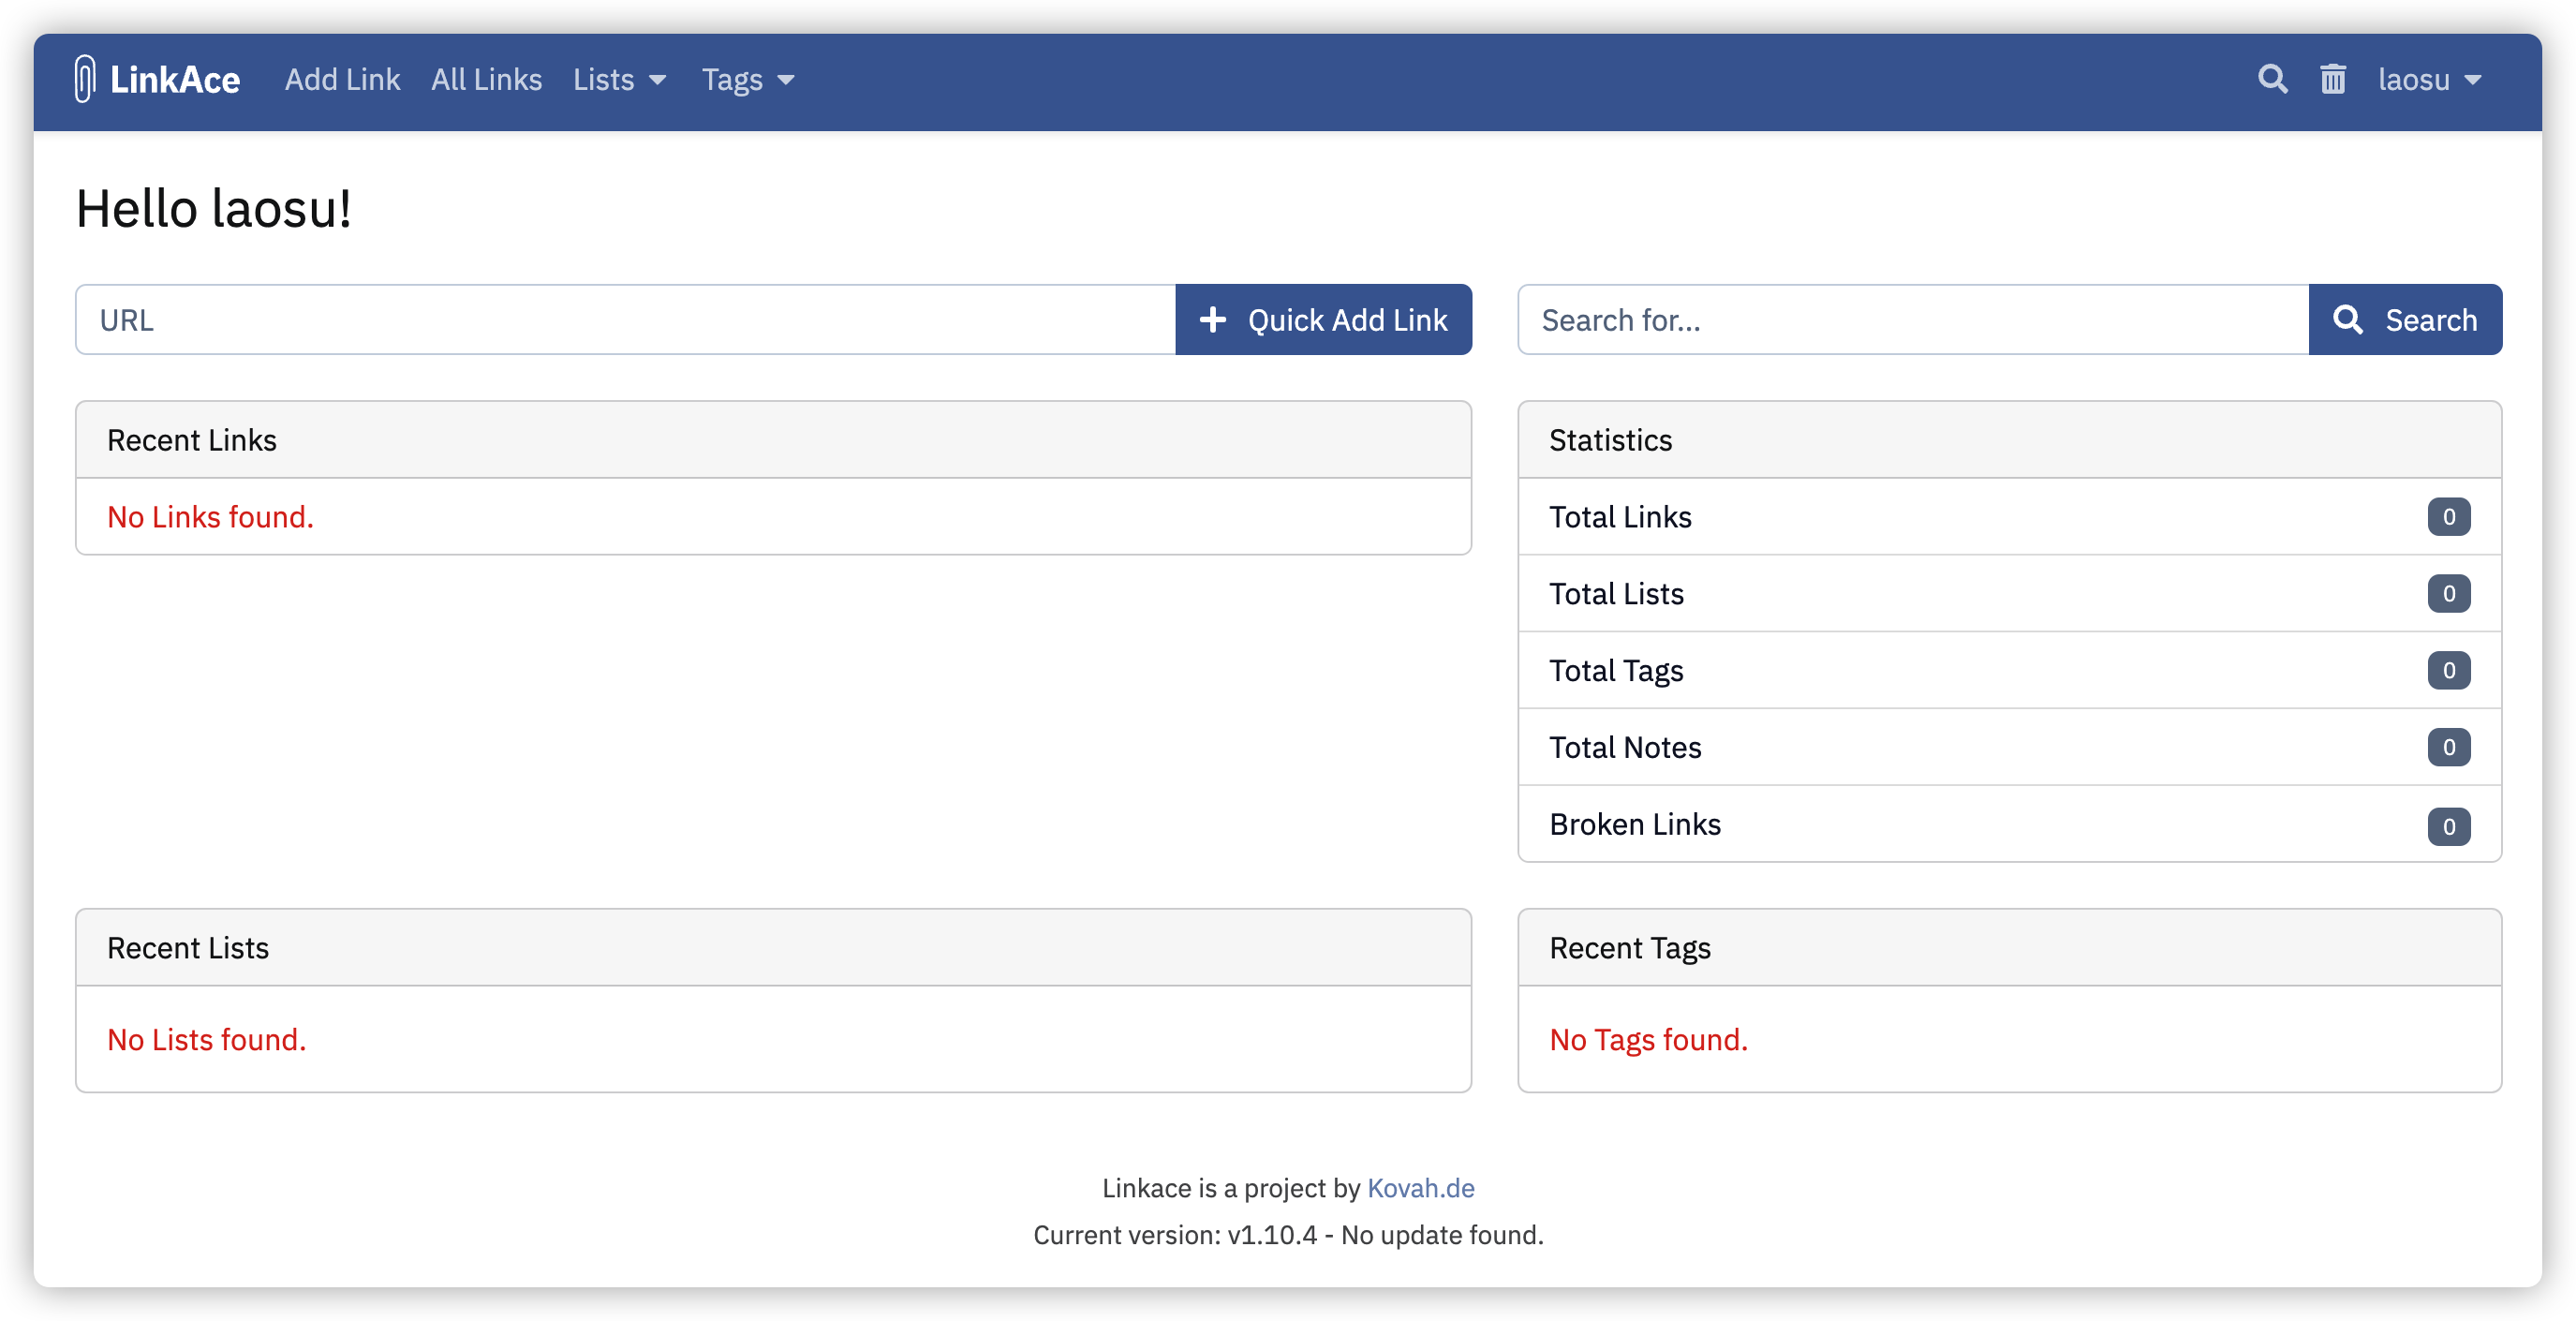 LinkAce Add Link All Links Lists Tags laosu
Hello laosu!
URL Quick Add Link Search for... Search
Recent Links
No Links found.
Statistics
Total Links 0
Total Lists 0
Total Tags 0
Total Notes 0
Broken Links 0
Recent Lists
No Lists found.
Recent Tags
No Tags found.
Linkace is a project by Kovah.de
Current version: v1.10.4 - No update found.